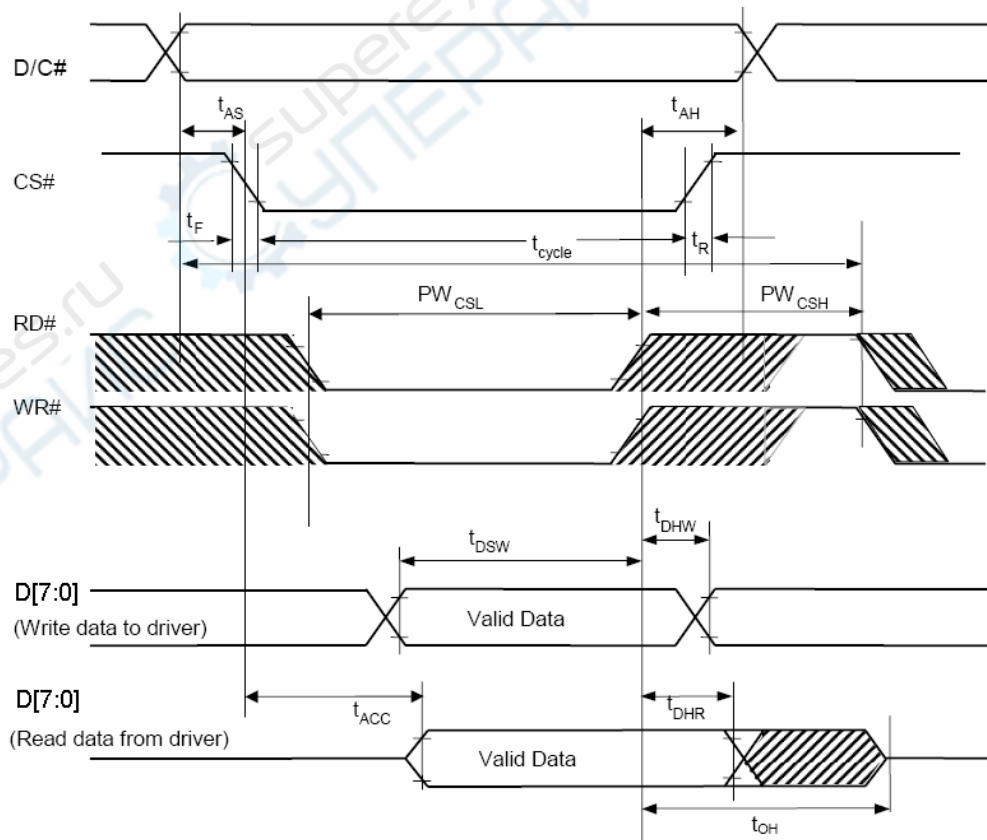 D/C#
tAS
tAH
CS#
tF
tcycle
tR
PWCSL
PWCSH
RD#
WR#
tDSW
tDHW
D[7:0]
(Write data to driver)
Valid Data
D[7:0]
tACC
tDHR
(Read data from driver)
Valid Data
tOH